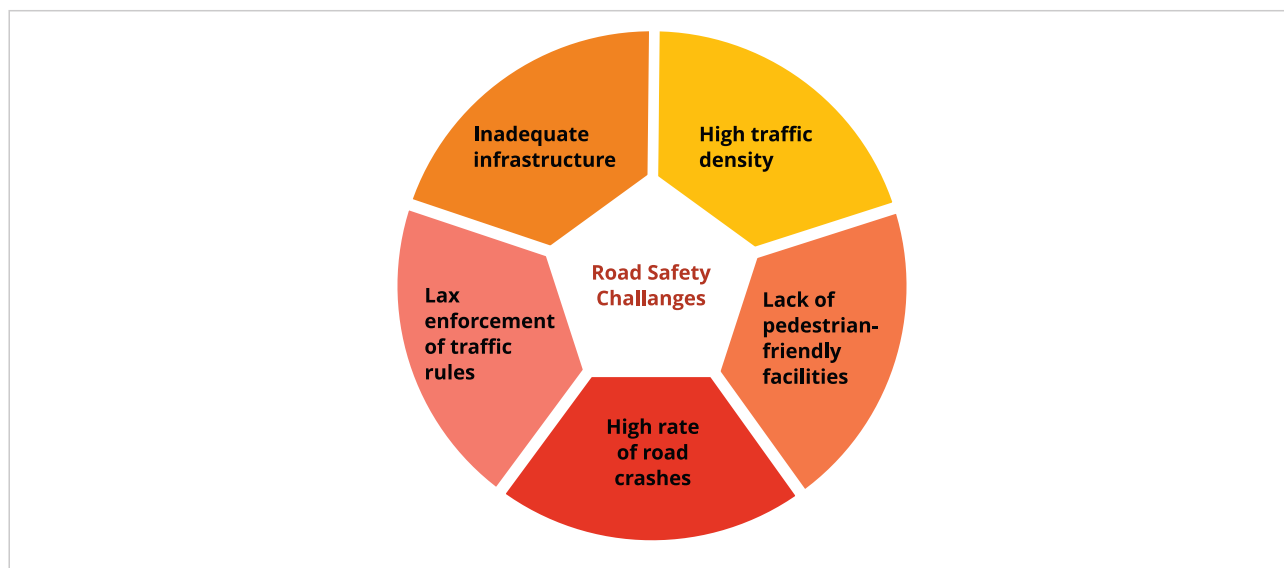 Inadequate
infrastructure
High traffic
density
Road Safety
Challanges
Lax
enforcement
of traffic
rules
Lack of
pedestrian-
friendly
facilities
High rate
of road
crashes